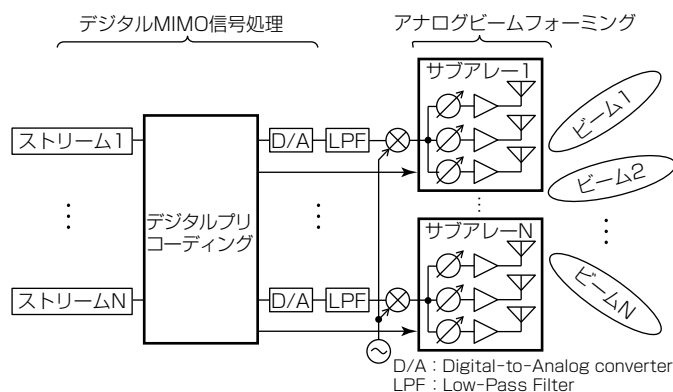 デジタルMIMO信号処理
アナログビームフォーミング
サブアレー1
ビーム1
ストリーム1
D/A
LPF
ビーム2
デジタルプリ
コーディング
サブアレーN
ビームN
ストリームN
D/A
LPF
D/A：Digital-to-Analog converter
LPF：Low-Pass Filter